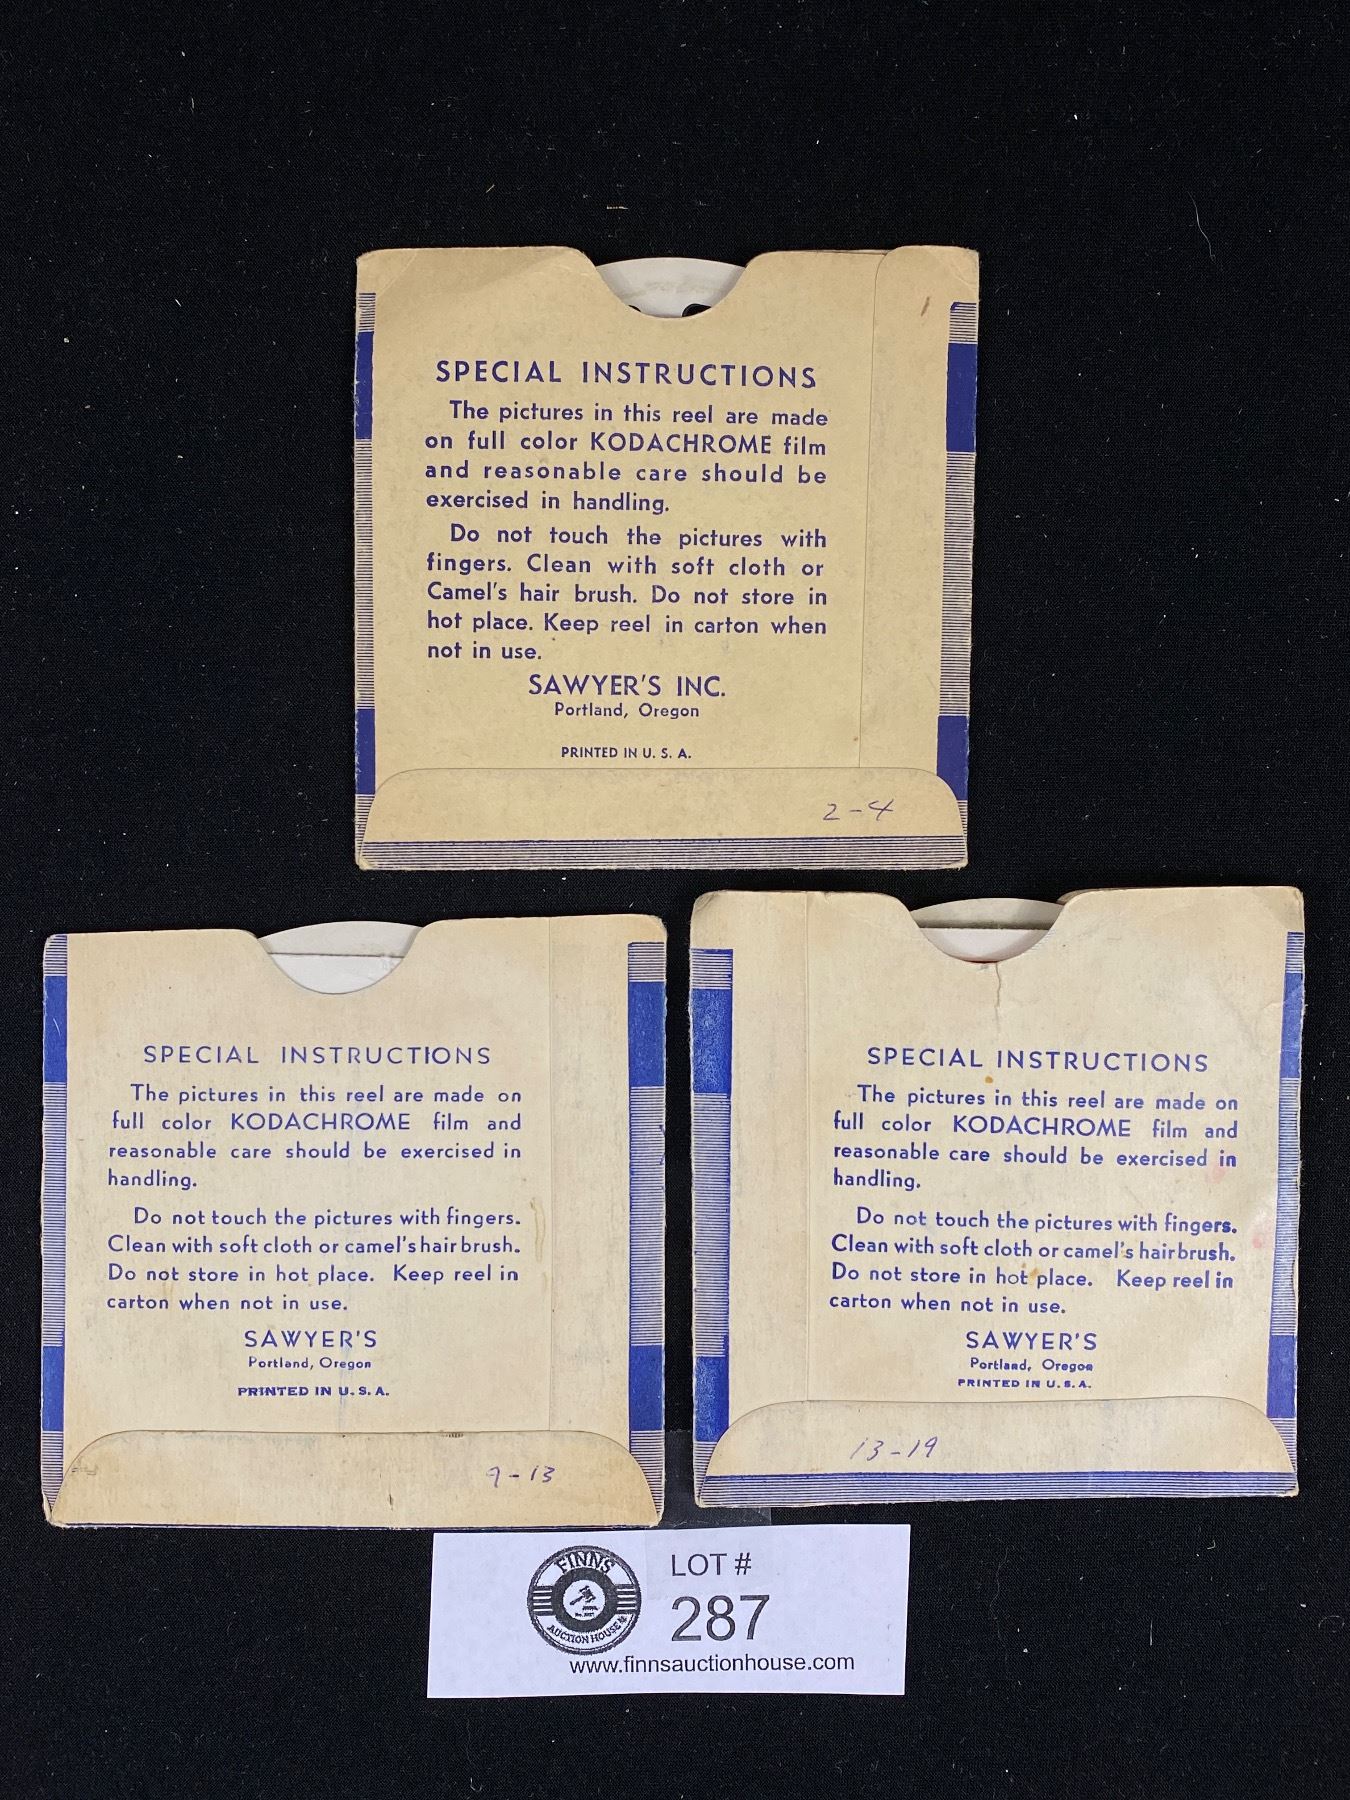 SPECIAL INSTRUCTIONS
The pictures in this reel are made
on full color KODACHROME film
and reasonable care should be
exercised in handling.
Do not touch the pictures with
fingers. Clean with soft cloth or
Camel's hair brush. Do not store in
hot place. Keep reel in carton when
not in use.
SAWYER'S INC.
Portland, Oregon
PRINTED IN U. S. A.
2-4
SPECIAL INSTRUCTIONS
The pictures in this reel are made on
full color KODACHROME film and
reasonable care should be exercised in
handling.
Do not touch the pictures with fingers.
Clean with soft cloth or camel's hair brush.
Do not store in hot place. Keep reel in
carton when not in use.
SAWYER'S
Portland, Oregon
PRINTED IN U. S. A.
9-13
SPECIAL INSTRUCTIONS
The pictures in this reel are made on
full color KODACHROME film and
reasonable care should be exercised in
handling.
Do not touch the pictures with fingers.
Clean with soft cloth or camel's hair brush.
Do not store in hot place. Keep reel in
carton when not in use.
SAWYER'S
Portland, Oregon
PRINTED IN U. S. A.
13-19
FINNS
AUCTION HOUSE
LOT #
287
www.finnsauctionhouse.com